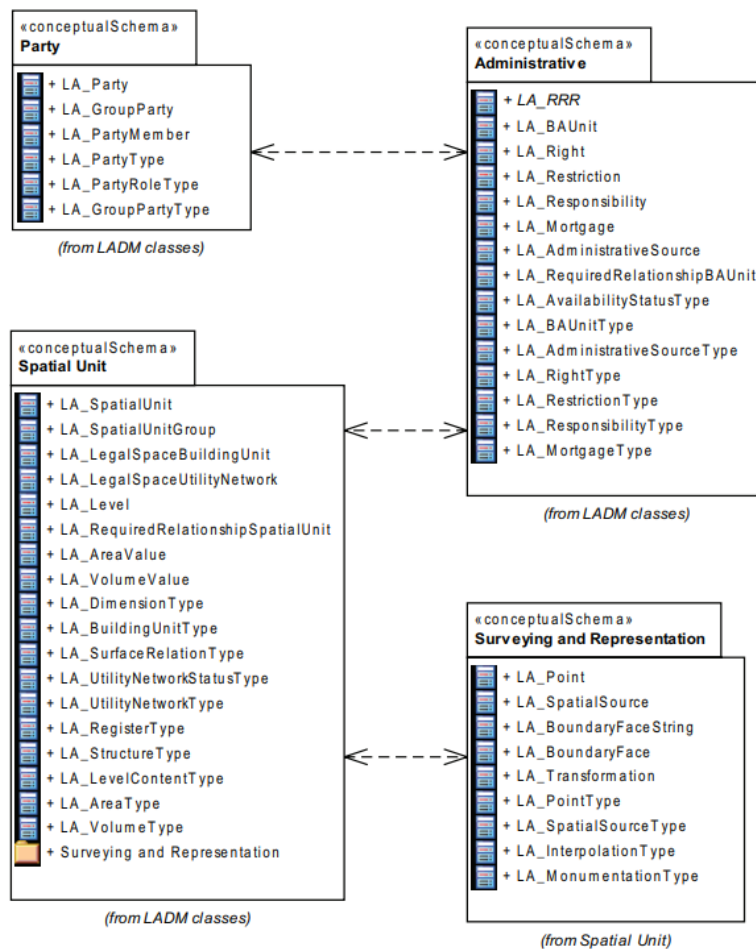 «conceptualSchema»
Party
+ LA_Party
+ LA_GroupParty
+ LA_PartyMember
+ LA_PartyType
+ LA_PartyRoleType
+ LA_GroupPartyType
(from LADM classes)
«conceptualSchema»
Administrative
+ LA_RRR
+ LA_BAUnit
+ LA_Right
+ LA_Restriction
+ LA_Responsibility
+ LA_Mortgage
+ LA_AdministrativeSource
+ LA_RequiredRelationshipBAUnit
+ LA_AvailabilityStatusType
+ LA_BAUnitType
+ LA_AdministrativeSourceType
+ LA_RightType
+ LA_RestrictionType
+ LA_ResponsibilityType
+ LA_MortgageType
(from LADM classes)
«conceptualSchema»
Spatial Unit
+ LA_SpatialUnit
+ LA_SpatialUnitGroup
+ LA_LegalSpaceBuildingUnit
+ LA_LegalSpaceUtilityNetwork
+ LA_Level
+ LA_RequiredRelationshipSpatialUnit
+ LA_AreaValue
+ LA_VolumeValue
+ LA_DimensionType
+ LA_BuildingUnitType
+ LA_SurfaceRelationType
+ LA_UtilityNetworkStatusType
+ LA_UtilityNetworkType
+ LA_RegisterType
+ LA_StructureType
+ LA_LevelContentType
+ LA_AreaType
+ LA_VolumeType
+ Surveying and Representation
(from LADM classes)
«conceptualSchema»
Surveying and Representation
+ LA_Point
+ LA_SpatialSource
+ LA_BoundaryFaceString
+ LA_BoundaryFace
+ LA_Transformation
+ LA_PointType
+ LA_SpatialSourceType
+ LA_InterpolationType
+ LA_MonumentationType
(from Spatial Unit)